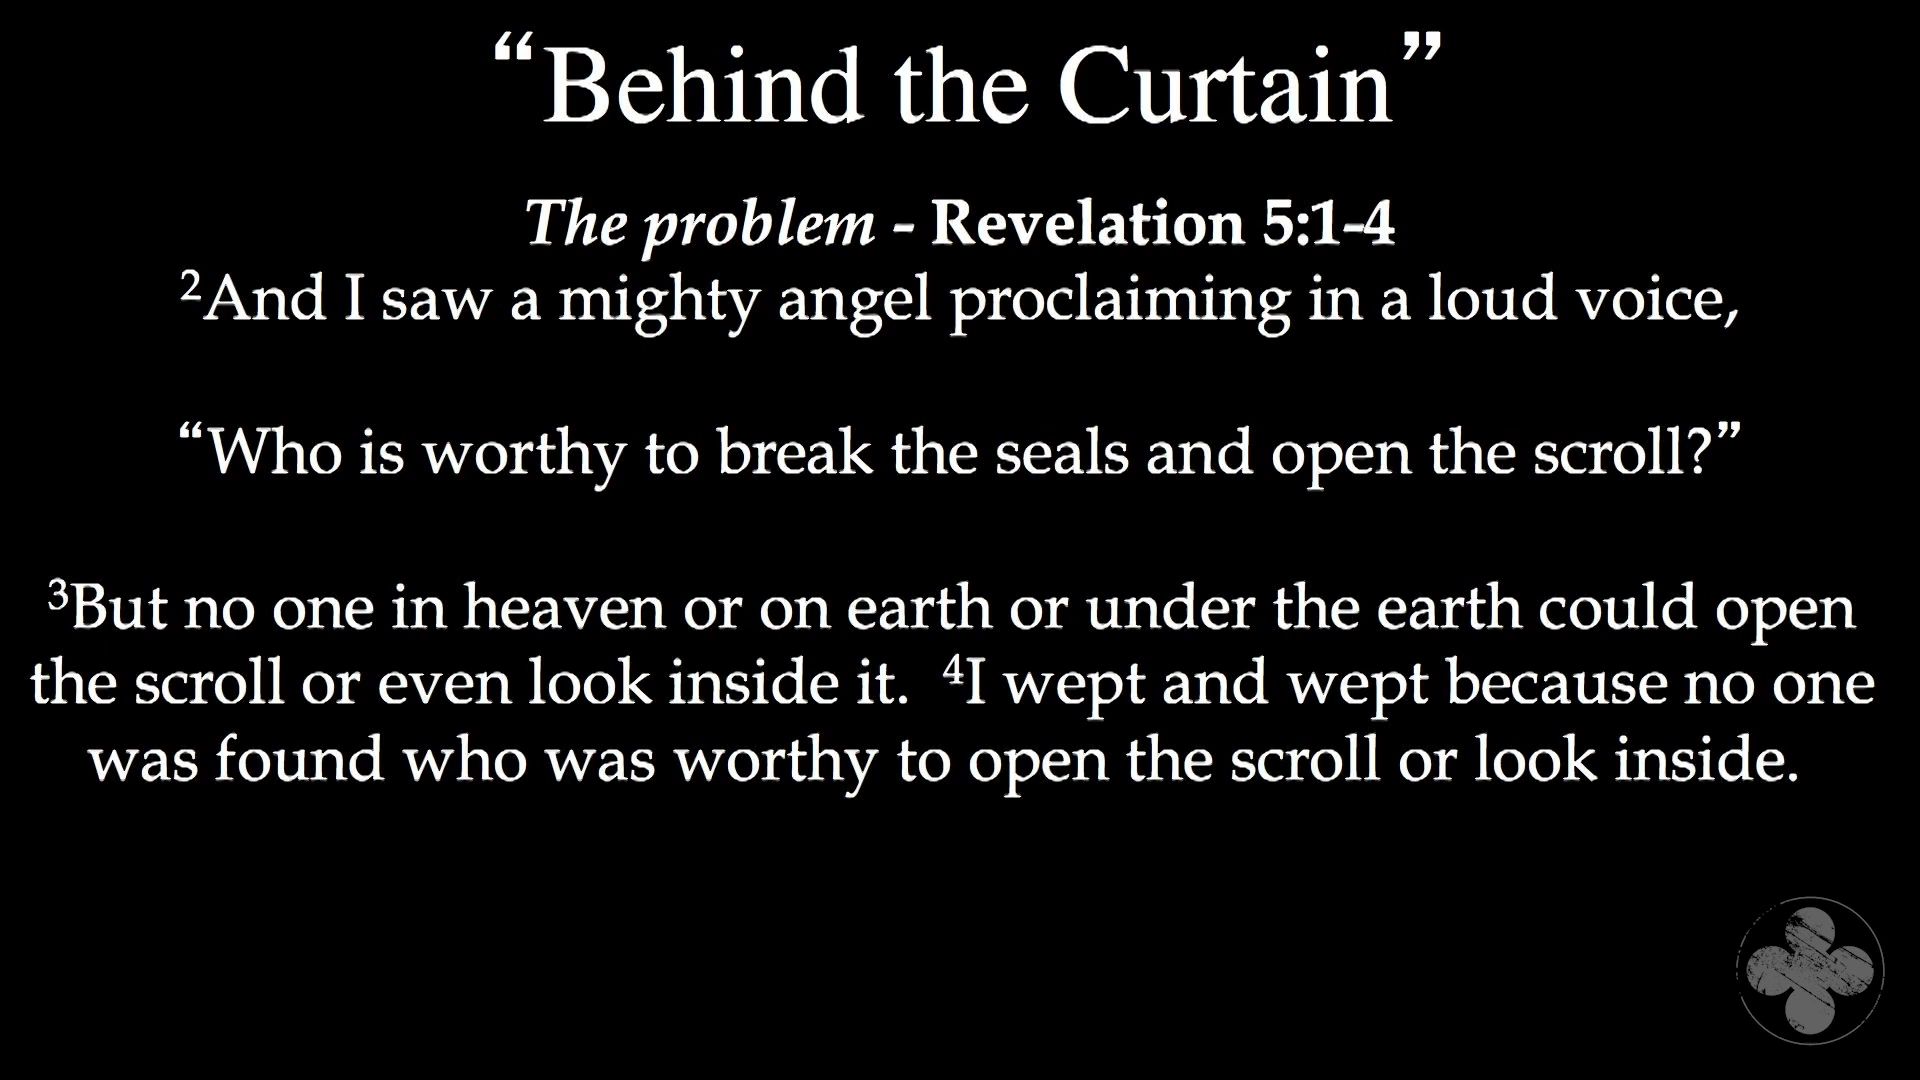 “Behind the Curtain”
The problem - Revelation 5:1-4
²And I saw a mighty angel proclaiming in a loud voice,
“Who is worthy to break the seals and open the scroll?”
³But no one in heaven or on earth or under the earth could open
the scroll or even look inside it.  ⁴I wept and wept because no one
was found who was worthy to open the scroll or look inside.